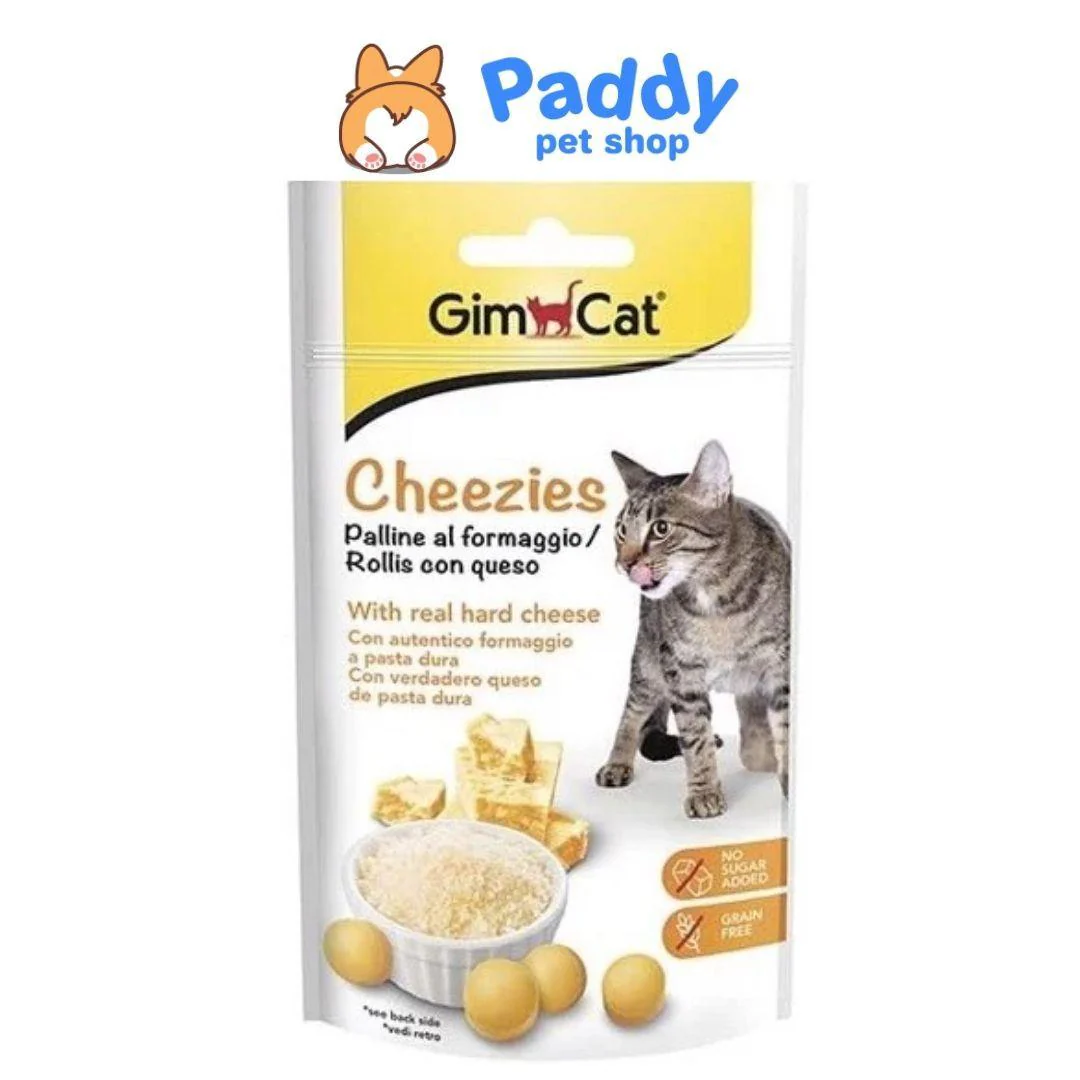 Paddy
pet shop
GimCat®
Cheezies
Palline al formaggio/
Rollis con queso
With real hard cheese
Con autentico formaggio
a pasta dura
Con verdadero queso
de pasta dura
NO
SUGAR
ADDED
GRAIN
FREE
*see back side
*vedi retro